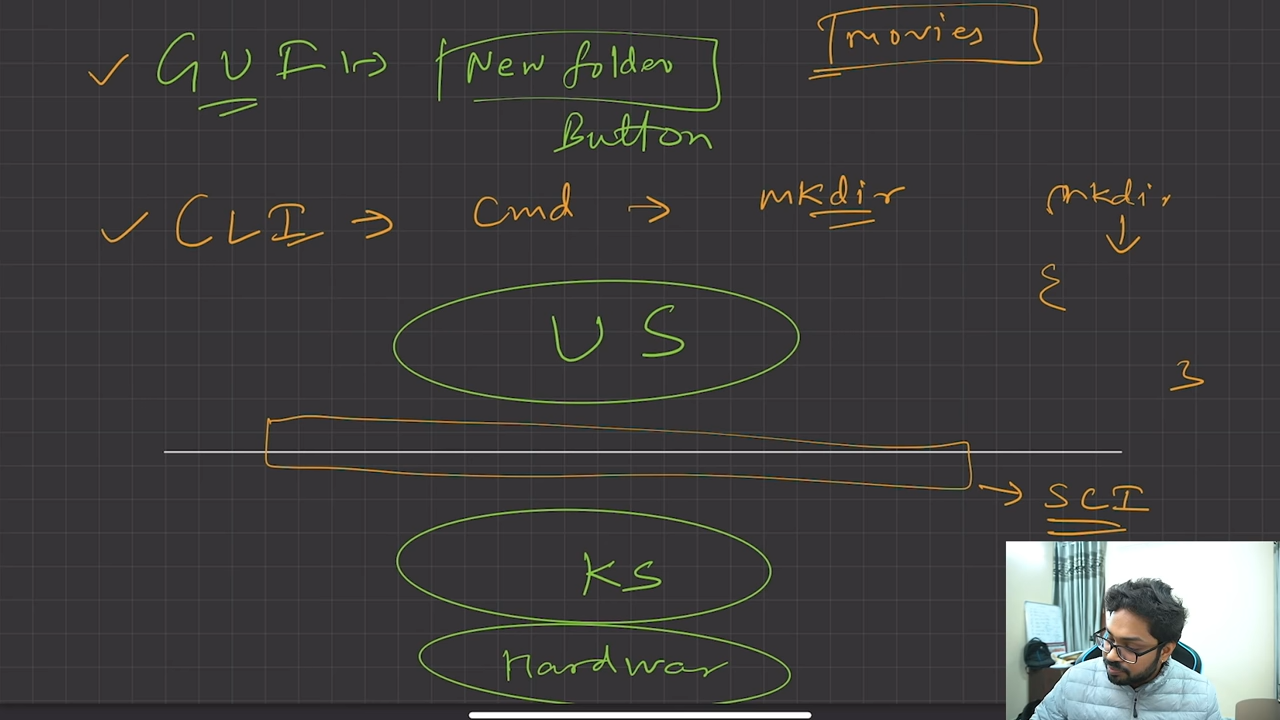 ✓ GUI → New folder
Button
movies
✓ CLI → Cmd → mkdir
mkdir
↓
{
}
US
→ SCI
KS
Hardwar